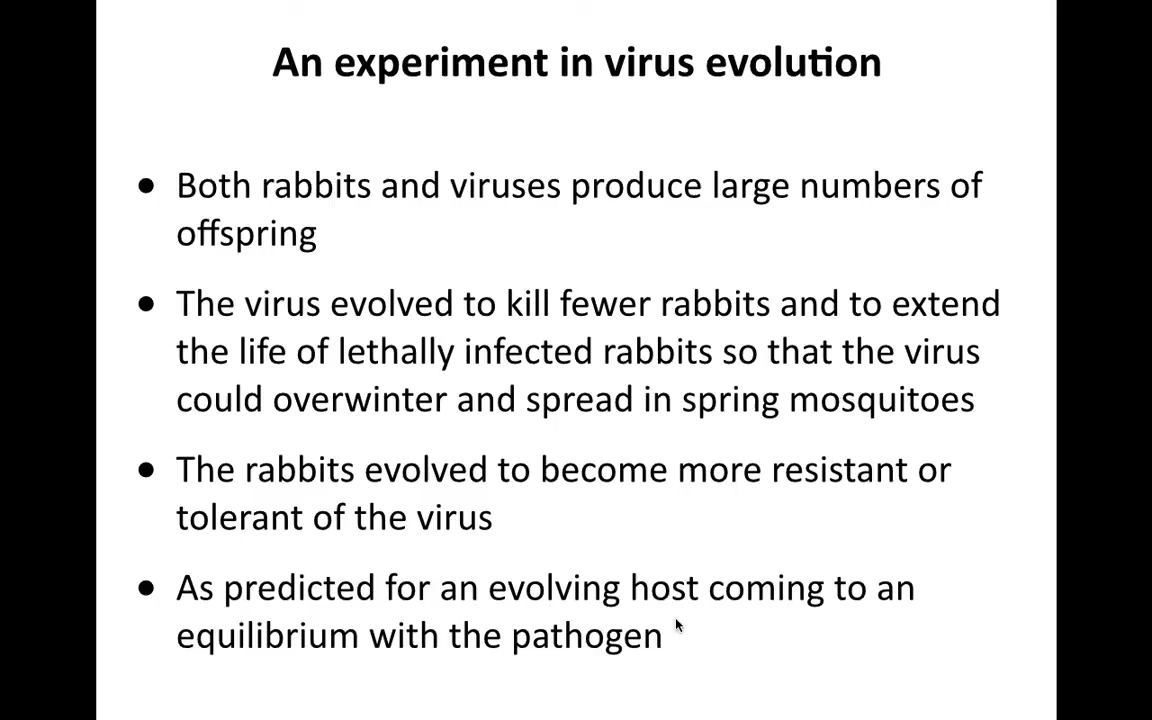 An experiment in virus evolution
● Both rabbits and viruses produce large numbers of
offspring
● The virus evolved to kill fewer rabbits and to extend
the life of lethally infected rabbits so that the virus
could overwinter and spread in spring mosquitoes
● The rabbits evolved to become more resistant or
tolerant of the virus
● As predicted for an evolving host coming to an
equilibrium with the pathogen